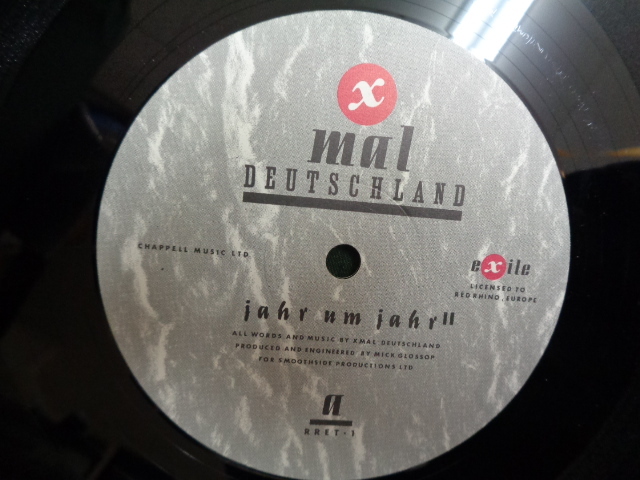 x
mal
DEUTSCHLAND
CHAPPELL MUSIC LTD.
exile
LICENSED TO
RED RHINO, EUROPE
jahr um jahr II
ALL WORDS AND MUSIC BY XMAL DEUTSCHLAND
PRODUCED AND ENGINEERED BY MICK GLOSSOP
FOR SMOOTHSIDE PRODUCTIONS LTD
a
RRET·1